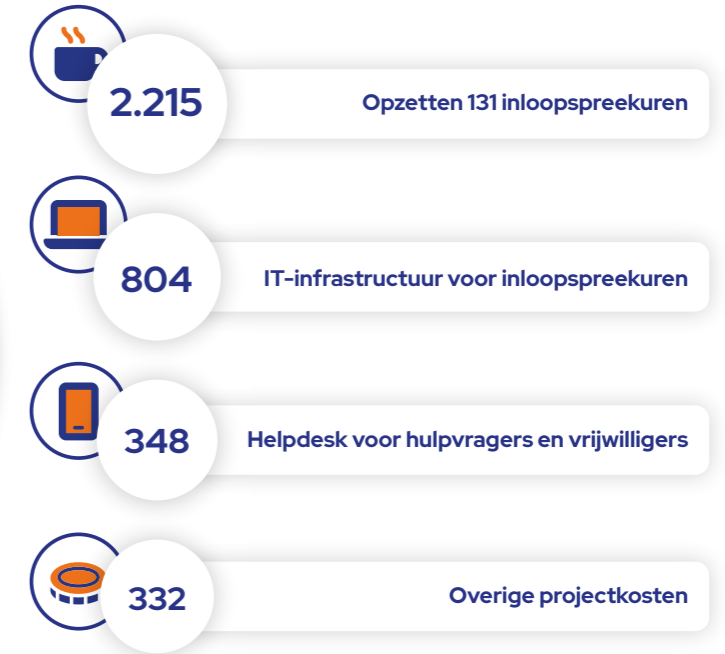 2.215
Opzetten 131 inloopspreekuren
804
IT-infrastructuur voor inloopspreekuren
348
Helpdesk voor hulpvragers en vrijwilligers
332
Overige projectkosten